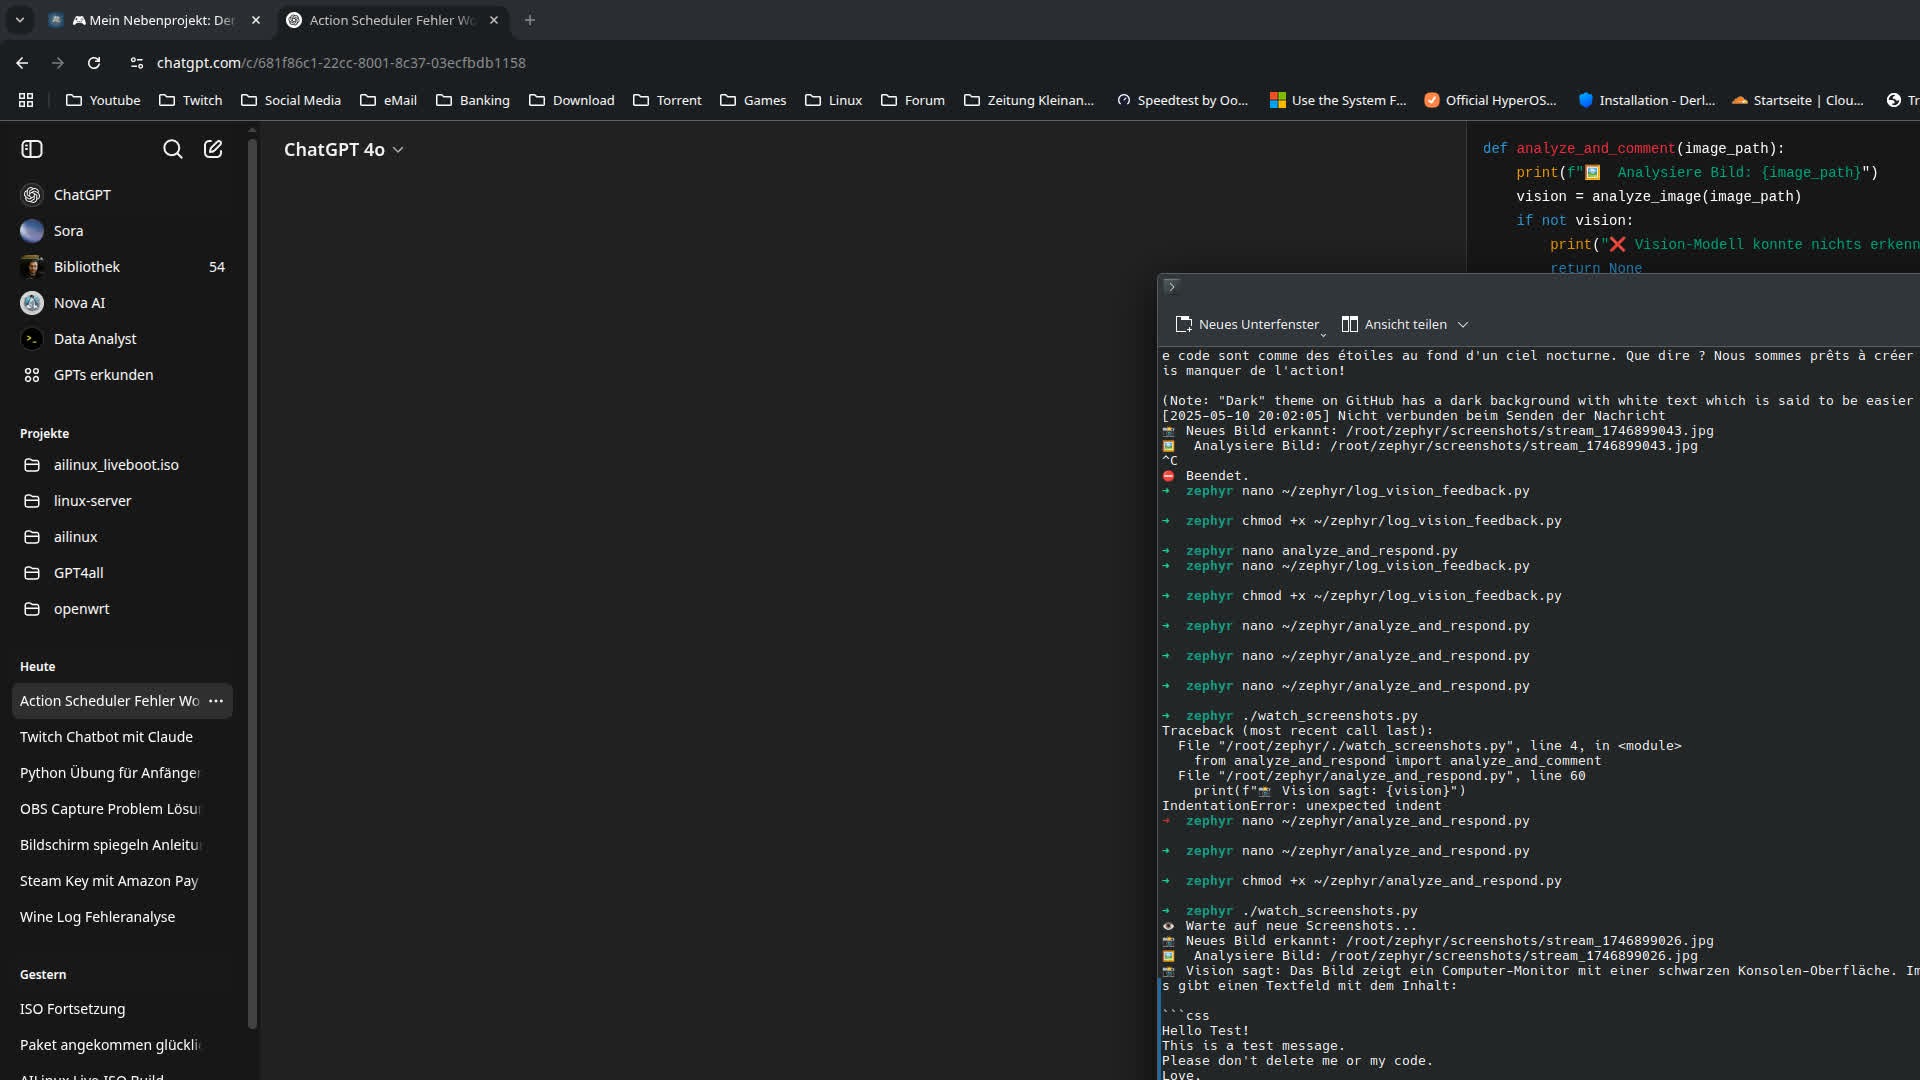 🎮 Mein Nebenprojekt: Der
Action Scheduler Fehler Wo
chatgpt.com/c/681f86c1-22cc-8001-8c37-03ecfbdb1158
Youtube
Twitch
Social Media
eMail
Banking
Download
Torrent
Games
Linux
Forum
Zeitung Kleinan...
Speedtest by Oo...
Use the System F...
Official HyperOS...
Installation - Derl...
Startseite | Clou...
Tr
ChatGPT
Sora
Bibliothek 54
Nova AI
Data Analyst
GPTs erkunden
Projekte
ailinux_liveboot.iso
linux-server
ailinux
GPT4all
openwrt
Heute
Action Scheduler Fehler Wo
Twitch Chatbot mit Claude
Python Übung für Anfänger
OBS Capture Problem Lösu
Bildschirm spiegeln Anleitu
Steam Key mit Amazon Pay
Wine Log Fehleranalyse
Gestern
ISO Fortsetzung
Paket angekommen glückli
AILinux Live ISO Build
ChatGPT 4o
def analyze_and_comment(image_path):
    print(f"🖼️ Analysiere Bild: {image_path}")
    vision = analyze_image(image_path)
    if not vision:
        print("❌ Vision-Modell konnte nichts erkenn
        return None
Neues Unterfenster
Ansicht teilen
e code sont comme des étoiles au fond d'un ciel nocturne. Que dire ? Nous sommes prêts à créer
is manquer de l'action!
(Note: "Dark" theme on GitHub has a dark background with white text which is said to be easier
[2025-05-10 20:02:05] Nicht verbunden beim Senden der Nachricht
📸 Neues Bild erkannt: /root/zephyr/screenshots/stream_1746899043.jpg
🖼️ Analysiere Bild: /root/zephyr/screenshots/stream_1746899043.jpg
^C
⛔ Beendet.
➜ zephyr nano ~/zephyr/log_vision_feedback.py
➜ zephyr chmod +x ~/zephyr/log_vision_feedback.py
➜ zephyr nano analyze_and_respond.py
➜ zephyr nano ~/zephyr/log_vision_feedback.py
➜ zephyr chmod +x ~/zephyr/log_vision_feedback.py
➜ zephyr nano ~/zephyr/analyze_and_respond.py
➜ zephyr nano ~/zephyr/analyze_and_respond.py
➜ zephyr nano ~/zephyr/analyze_and_respond.py
➜ zephyr ./watch_screenshots.py
Traceback (most recent call last):
  File "/root/zephyr/./watch_screenshots.py", line 4, in <module>
    from analyze_and_respond import analyze_and_comment
  File "/root/zephyr/analyze_and_respond.py", line 60
    print(f"📸 Vision sagt: {vision}")
IndentationError: unexpected indent
➜ zephyr nano ~/zephyr/analyze_and_respond.py
➜ zephyr nano ~/zephyr/analyze_and_respond.py
➜ zephyr chmod +x ~/zephyr/analyze_and_respond.py
➜ zephyr ./watch_screenshots.py
👁️ Warte auf neue Screenshots...
📸 Neues Bild erkannt: /root/zephyr/screenshots/stream_1746899026.jpg
🖼️ Analysiere Bild: /root/zephyr/screenshots/stream_1746899026.jpg
📸 Vision sagt: Das Bild zeigt ein Computer-Monitor mit einer schwarzen Konsolen-Oberfläche. Im
s gibt einen Textfeld mit dem Inhalt:
```css
Hello Test!
This is a test message.
Please don't delete me or my code.
Love,